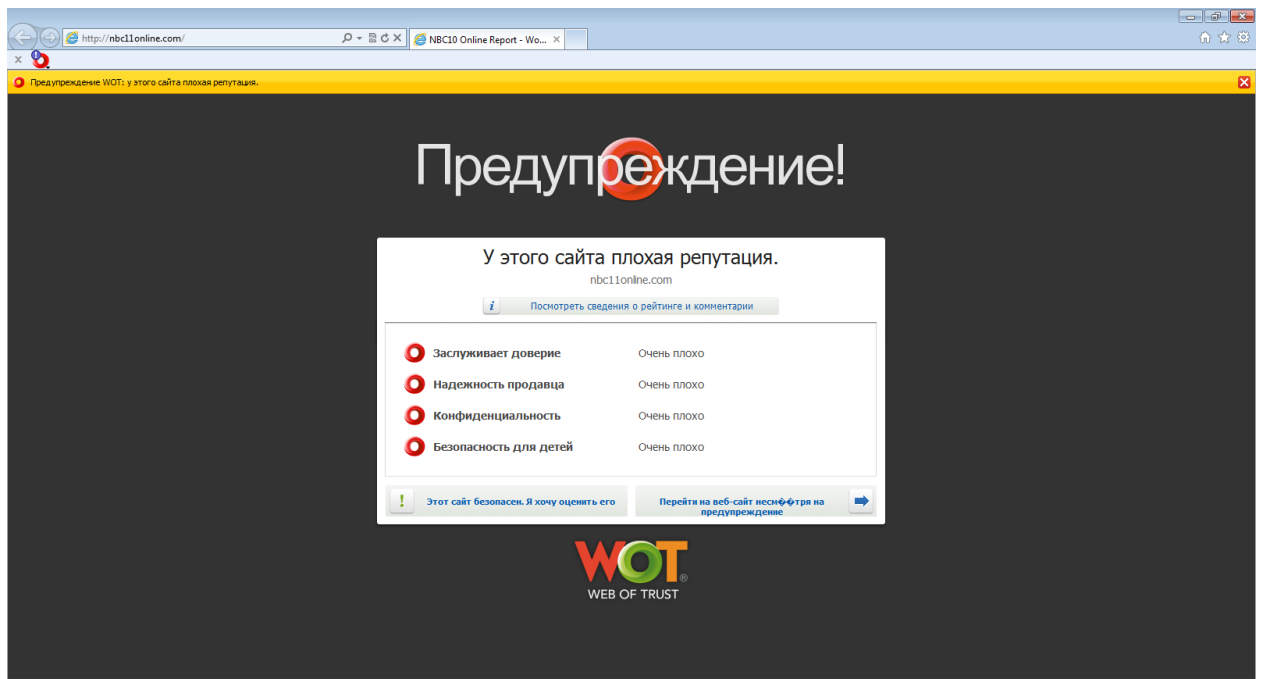 http://nbc11online.com/
NBC10 Online Report - Wo...
Предупреждение WOT: у этого сайта плохая репутация.
Предупреждение!
У этого сайта плохая репутация.
nbc11online.com
i Посмотреть сведения о рейтинге и комментарии
Заслуживает доверие Очень плохо
Надежность продавца Очень плохо
Конфиденциальность Очень плохо
Безопасность для детей Очень плохо
! Этот сайт безопасен. Я хочу оценить его
Перейти на веб-сайт несм��тря на
предупреждение
WOT®
WEB OF TRUST